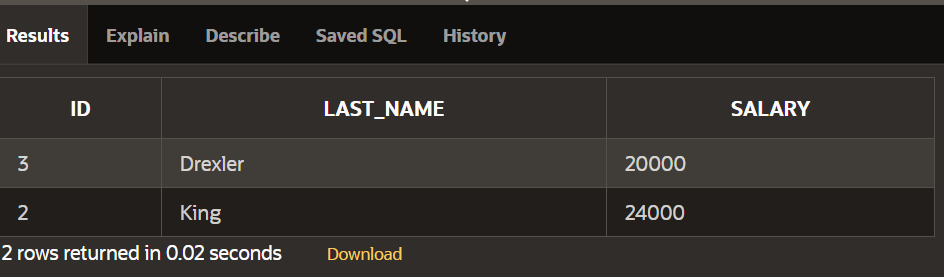 Results Explain Describe Saved SQL History
ID LAST_NAME SALARY
3 Drexler 20000
2 King 24000
2 rows returned in 0.02 seconds Download